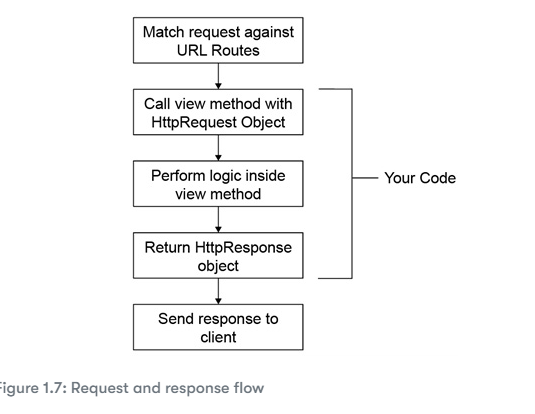 Match request against
URL Routes
Call view method with
HttpRequest Object
Perform logic inside
view method
Your Code
Return HttpResponse
object
Send response to
client
igure 1.7: Request and response flow